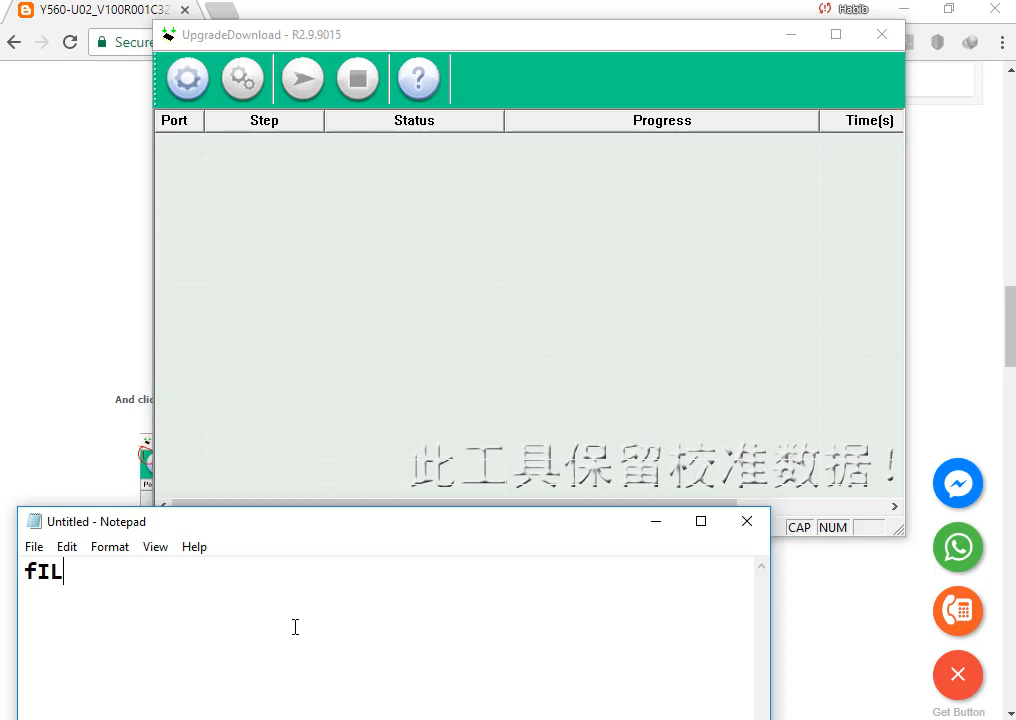 Y560-U02_V100R001C32
Habib
Secure
UpgradeDownload - R2.9.9015
Port Step Status Progress Time(s)
And clic
此工具保留校准数据！
CAP NUM
Untitled - Notepad
File Edit Format View Help
fIL
Get Button